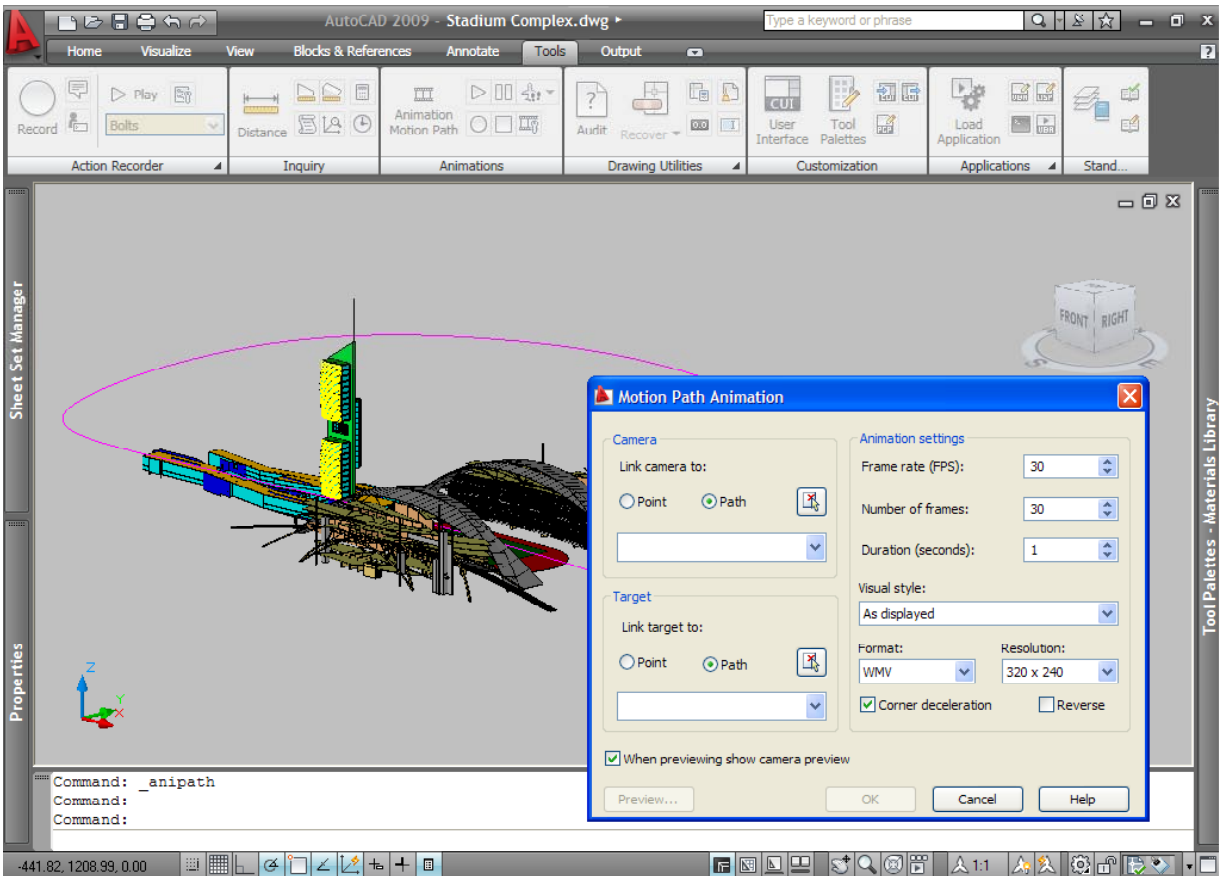 AutoCAD 2009 - Stadium Complex.dwg
Type a keyword or phrase
Home Visualize View Blocks & References Annotate Tools Output
Record Play Bolts
Distance
Animation Motion Path
Audit Recover
CUI User Interface Tool Palettes
Load Application
Action Recorder Inquiry Animations Drawing Utilities Customization Applications Stand...
Sheet Set Manager
Properties
Tool Palettes - Materials Library
FRONT RIGHT
S E
Z
Y
X
Motion Path Animation
Camera
Link camera to:
Point Path
Target
Link target to:
Point Path
Animation settings
Frame rate (FPS): 30
Number of frames: 30
Duration (seconds): 1
Visual style:
As displayed
Format: Resolution:
WMV 320 x 240
Corner deceleration Reverse
When previewing show camera preview
Preview... OK Cancel Help
Command: _anipath
Command:
Command:
-441.82, 1208.99, 0.00
1:1